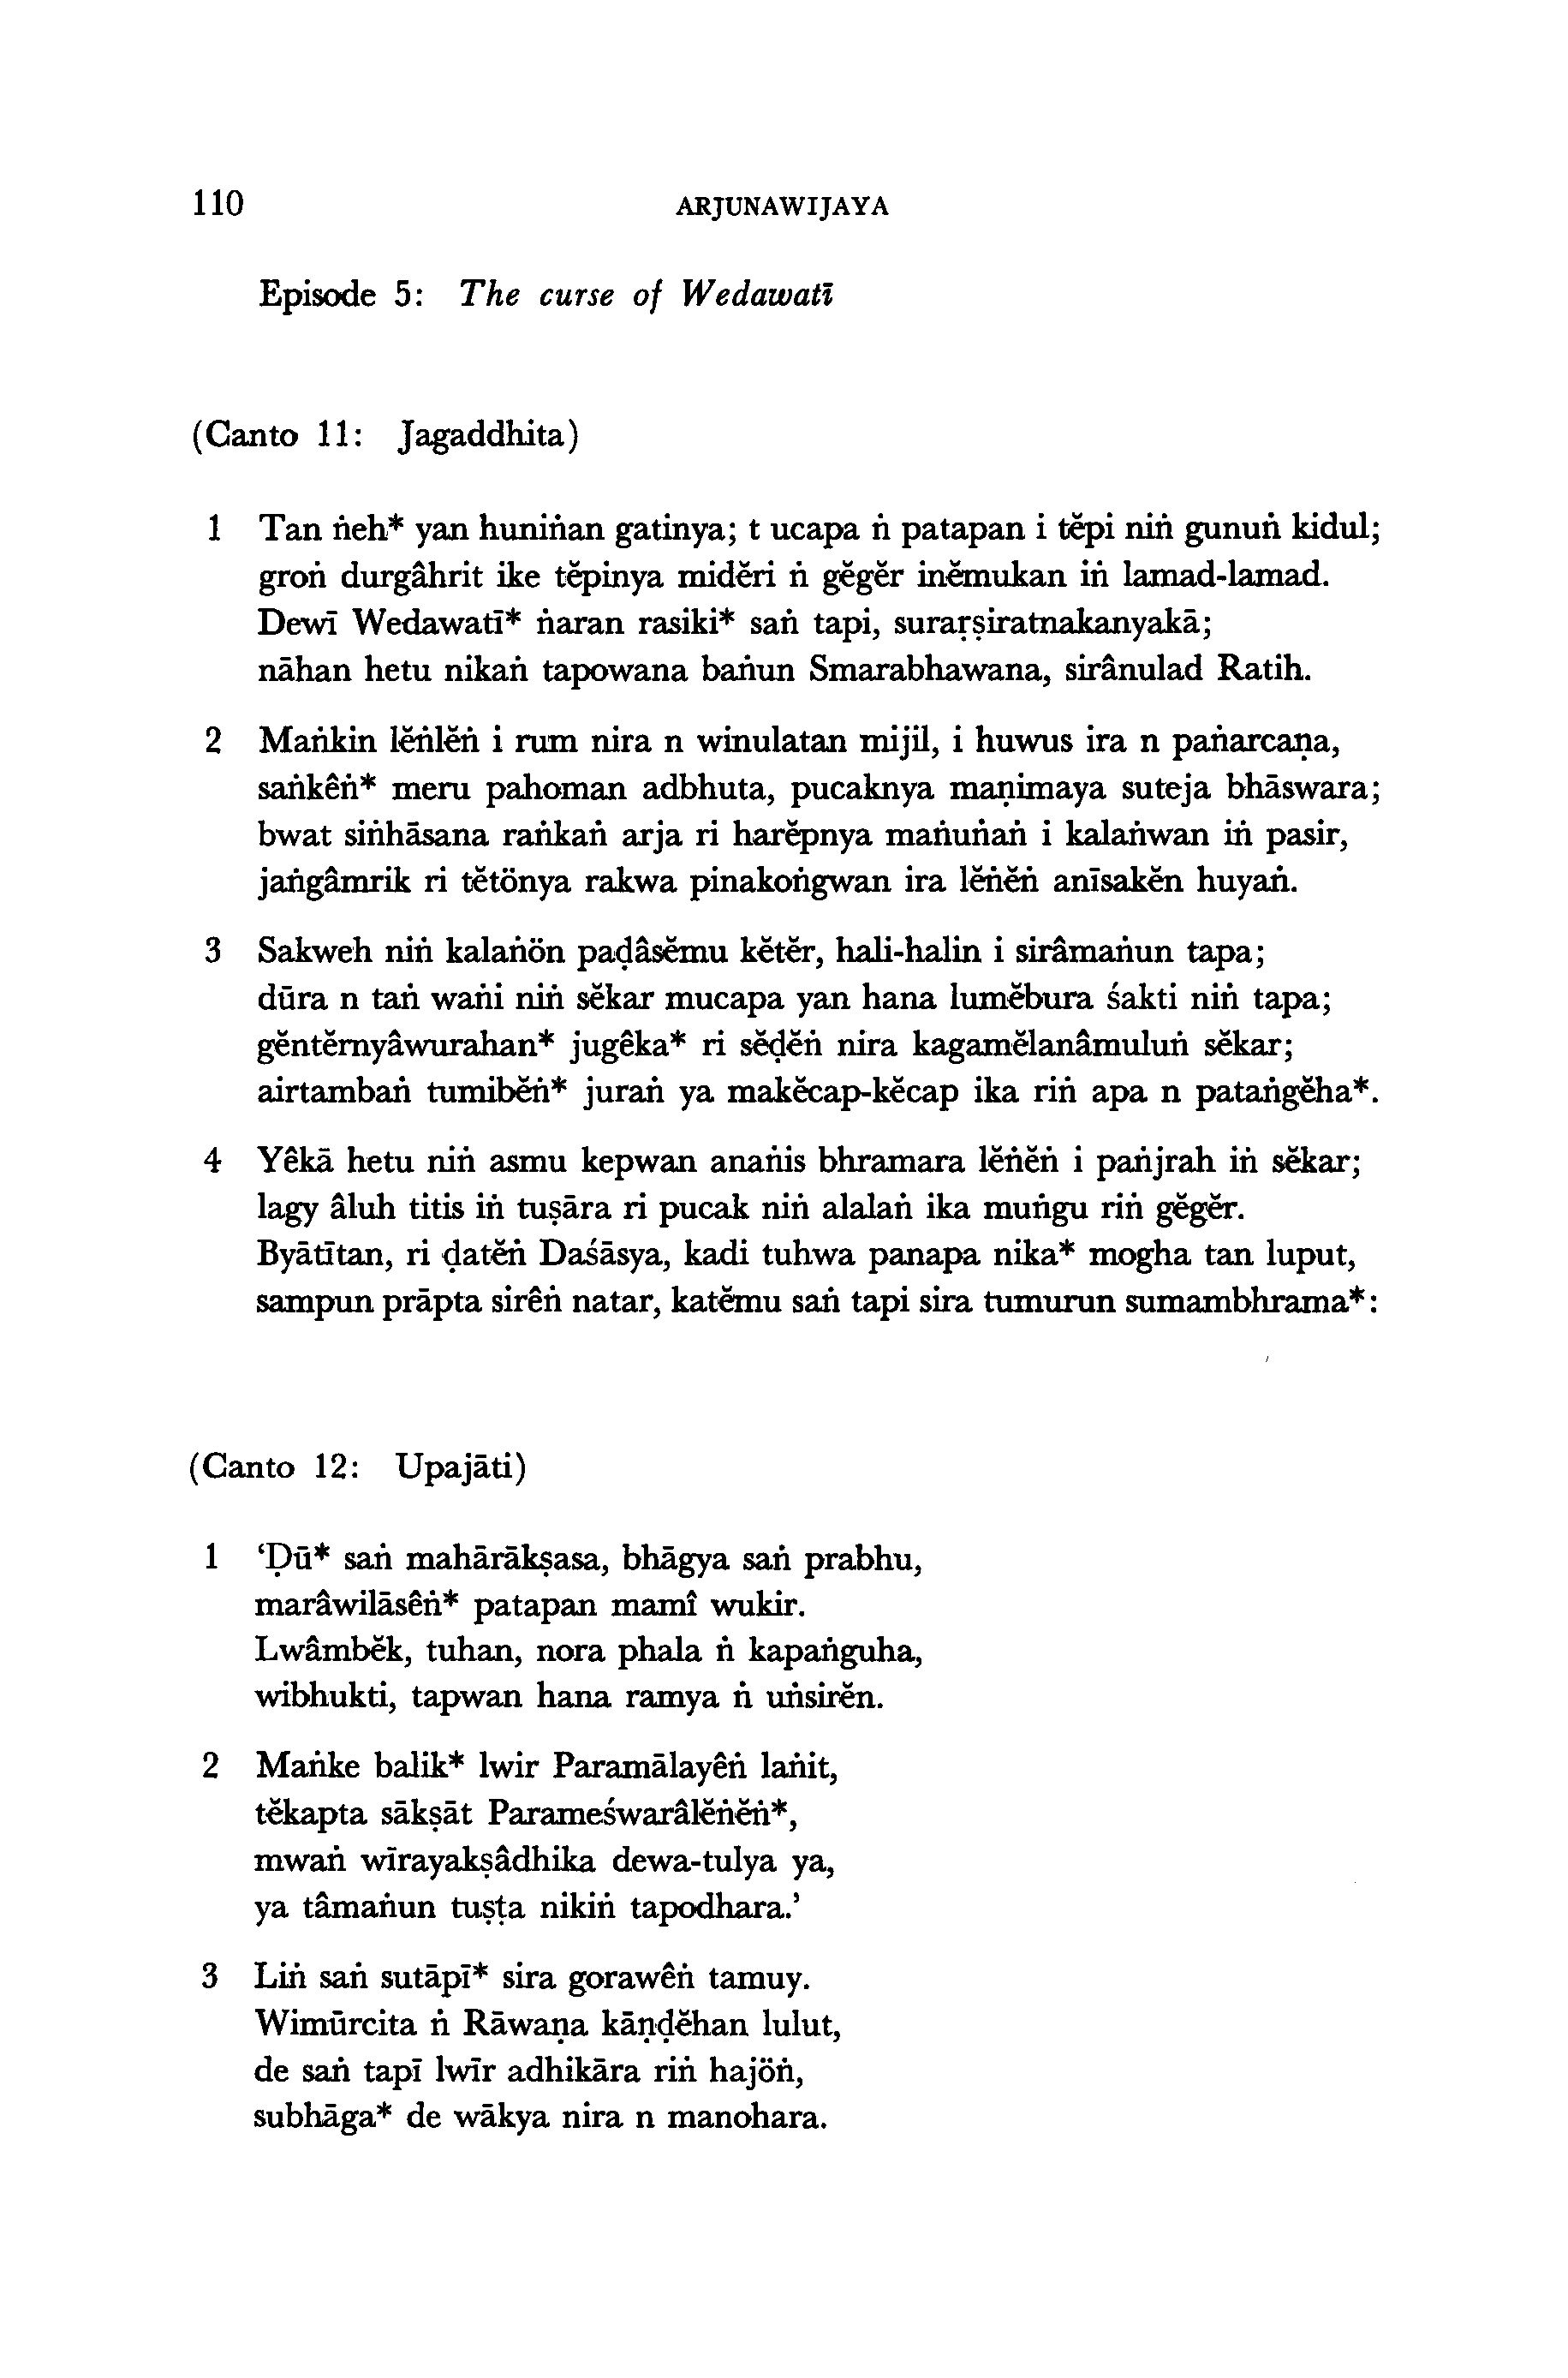 110 ARJUNAWIJAYA
Episode 5: The curse of Wedawatī
(Canto 11: Jagaddhita)
1 Tan ṅeh* yan huniṅan gatinya; t ucapa ṅ patapan i tĕpi niṅ gunuṅ kidul;
groṅ durgâhrit ike tĕpinya midĕri ṅ gĕgĕr inĕmukan iṅ lamad-lamad.
Dewī Wedawatī* ṅaran rasiki* saṅ tapi, surarṣiratnakanyakā;
nāhan hetu nikaṅ tapowana baṅun Smarabhawana, sirânulad Ratih.
2 Maṅkin lĕṅlĕṅ i rum nira n winulatan mijil, i huwus ira n paṅarcaṇa,
saṅkêṅ* meru pahoman adbhuta, pucaknya maṇimaya suteja bhāswara;
bwat siṅhāsana raṅkaṅ arja ri harĕpnya maṅuṅaṅ i kalaṅwan iṅ pasir,
jaṅgâmrik ri tĕtönya rakwa pinakoṅgwan ira lĕṅĕṅ anīsakĕn huyaṅ.
3 Sakweh niṅ kalaṅön paḍâsĕmu kĕtĕr, hali-halin i sirâmaṅun tapa;
dūra n taṅ waṅi niṅ sĕkar mucapa yan hana lumĕbura śakti niṅ tapa;
gĕntĕrnyâwurahan* jugêka* ri sĕḍĕṅ nira kagamĕlanâmuluṅ sĕkar;
airtambaṅ tumibĕṅ* juraṅ ya makĕcap-kĕcap ika riṅ apa n pataṅgĕha*.
4 Yêkā hetu niṅ asmu kepwan anaṅis bhramara lĕṅĕṅ i paṅjrah iṅ sĕkar;
lagy âluh titis iṅ tuṣāra ri pucak niṅ alalaṅ ika muṅgu riṅ gĕgĕr.
Byātītan, ri ḍatĕṅ Daśāsya, kadi tuhwa panapa nika* mogha tan luput,
sampun prāpta sirêṅ natar, katĕmu saṅ tapi sira tumurun sumambhrama*:
(Canto 12: Upajāti)
1 ‘Ḍū* saṅ mahārākṣasa, bhāgya saṅ prabhu,
marâwilāsêṅ* patapan mamî wukir.
Lwâmbĕk, tuhan, nora phala ṅ kapaṅguha,
wibhukti, tapwan hana ramya ṅ uṅsirĕn.
2 Maṅke balik* lwir Paramālayêṅ laṅit,
tĕkapta sākṣāt Parameśwarâlĕṅĕṅ*,
mwaṅ wīrayakṣâdhika dewa-tulya ya,
ya tâmaṅun tuṣṭa nikiṅ tapodhara.’
3 Liṅ saṅ sutāpī* sira gorawêṅ tamuy.
Wimūrcita ṅ Rāwaṇa kāṇḍĕhan lulut,
de saṅ tapī lwīr adhikāra riṅ hajöṅ,
subhāga* de wākya nira n manohara.